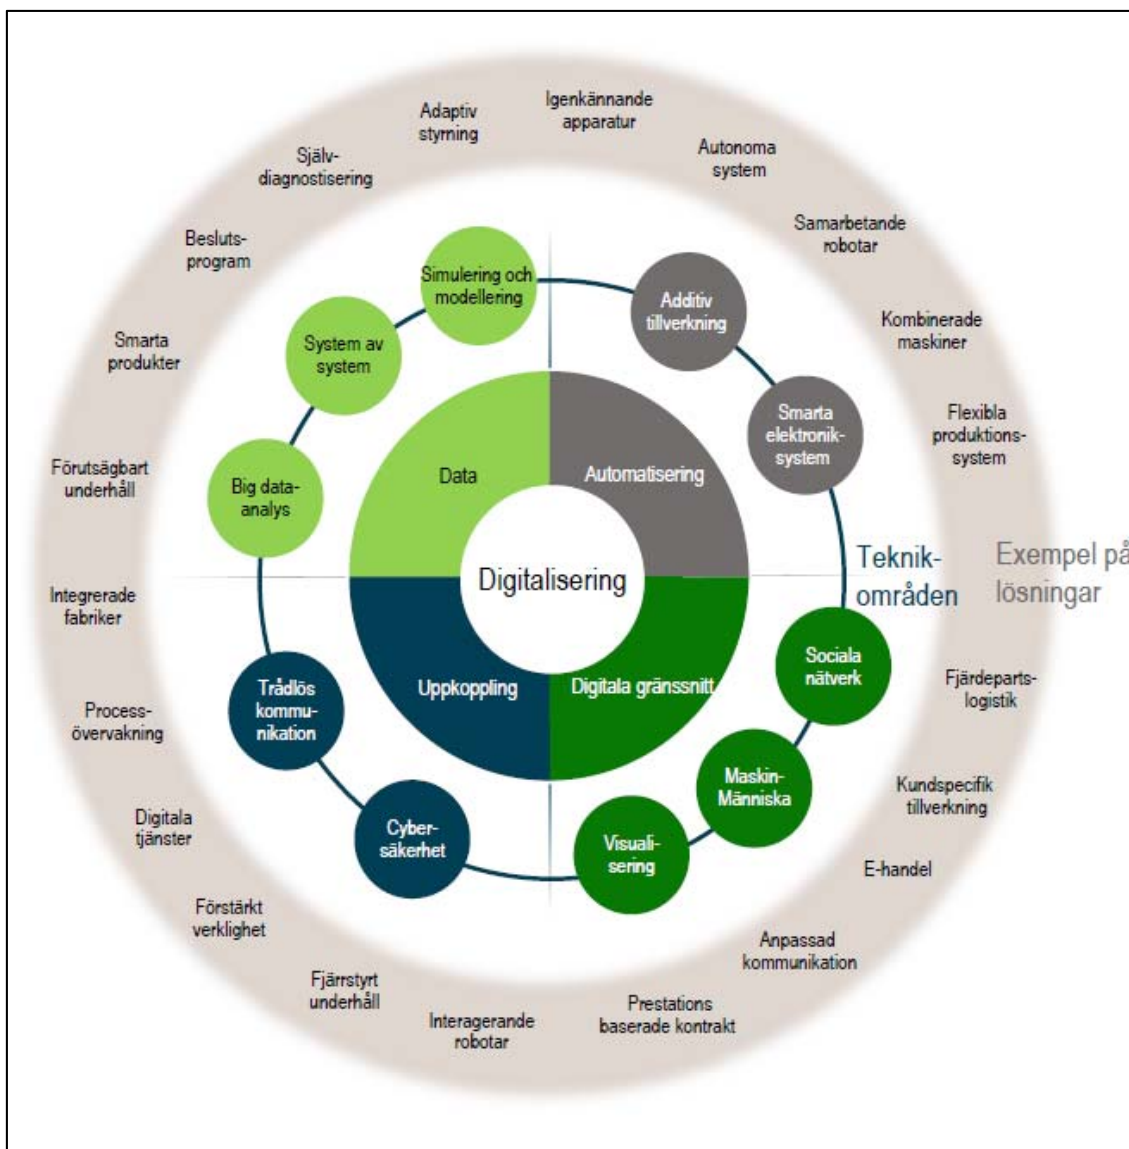 Adaptiv
styrning
Igenkännande
apparatur
Autonoma
system
Själv-
diagnostisering
Samarbetande
robotar
Besluts-
program
Kombinerade
maskiner
Smarta
produkter
Flexibla
produktions-
system
Förutsägbart
underhåll
Integrerade
fabriker
Process-
övervakning
Digitala
tjänster
Förstärkt
verklighet
Fjärrstyrt
underhåll
Interagerande
robotar
Prestations
baserade kontrakt
Anpassad
kommunikation
E-handel
Kundspecifik
tillverkning
Fjärdeparts-
logistik
Exempel på
lösningar
Teknik-
områden
Simulering och
modellering
System av
system
Big data-
analys
Additiv
tillverkning
Smarta
elektronik-
system
Trådlös
kommu-
nikation
Cyber-
säkerhet
Visuali-
sering
Maskin-
Människa
Sociala
nätverk
Data
Automatisering
Uppkoppling
Digitala gränssnitt
Digitalisering